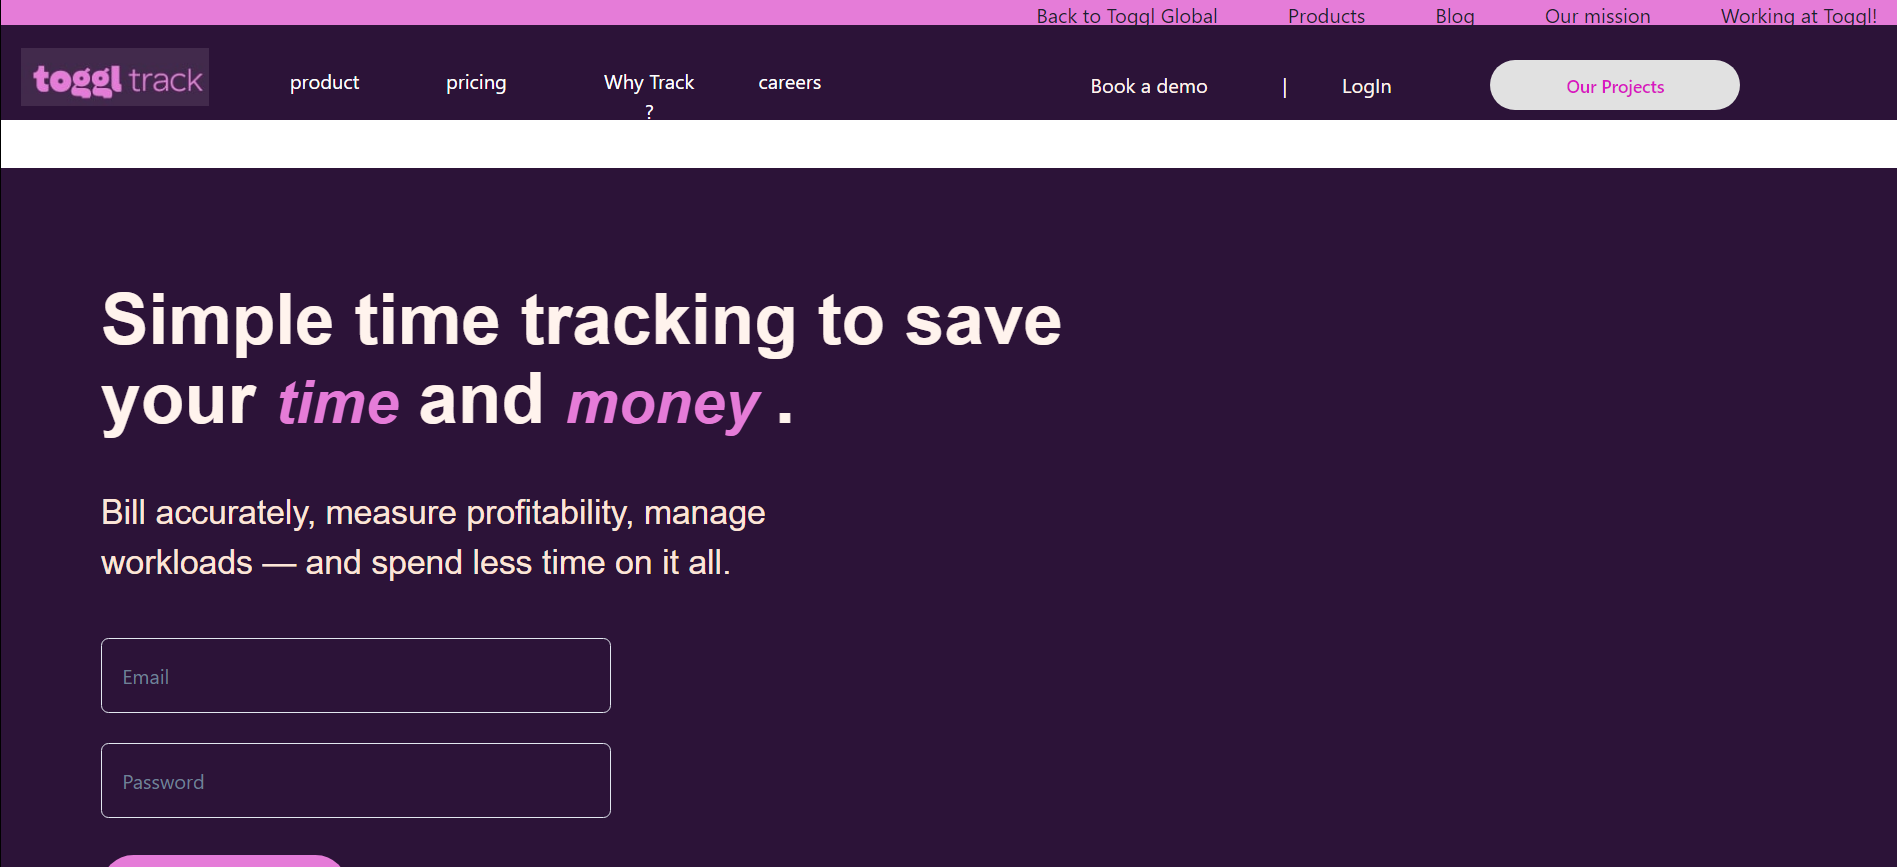 Back to Toggl Global Products Blog Our mission Working at Toggl!
toggl track product pricing Why Track careers Book a demo | LogIn Our Projects
?
Simple time tracking to save
your time and money .
Bill accurately, measure profitability, manage
workloads — and spend less time on it all.
Email
Password